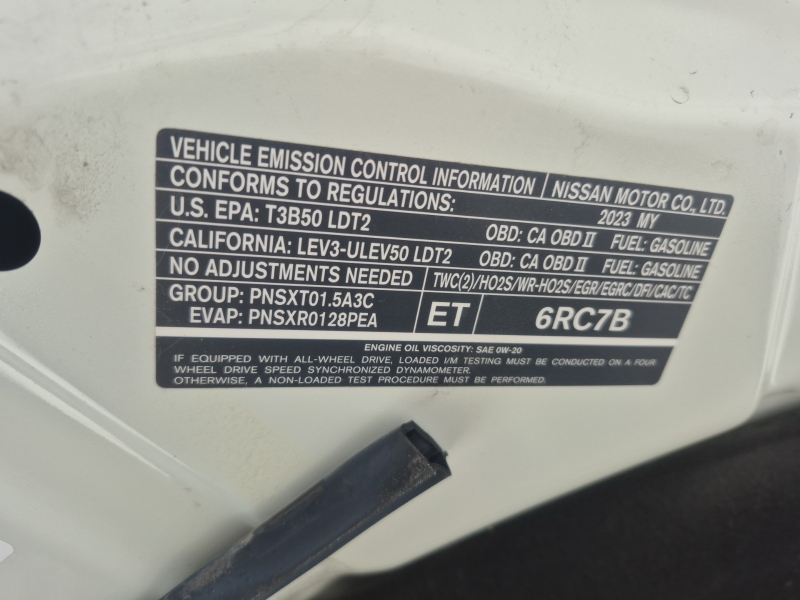 VEHICLE EMISSION CONTROL INFORMATION NISSAN MOTOR CO., LTD.
CONFORMS TO REGULATIONS: 2023 MY
U.S. EPA: T3B50 LDT2 OBD: CA OBD II FUEL: GASOLINE
CALIFORNIA: LEV3-ULEV50 LDT2 OBD: CA OBD II FUEL: GASOLINE
NO ADJUSTMENTS NEEDED TWC(2)/HO2S/WR-HO2S/EGR/EGRC/DFI/CAC/TC
GROUP: PNSXT01.5A3C
EVAP: PNSXR0128PEA
ET 6RC7B
ENGINE OIL VISCOSITY: SAE 0W-20
IF EQUIPPED WITH ALL-WHEEL DRIVE, LOADED I/M TESTING MUST BE CONDUCTED ON A FOUR
WHEEL DRIVE SPEED SYNCHRONIZED DYNAMOMETER.
OTHERWISE, A NON-LOADED TEST PROCEDURE MUST BE PERFORMED.